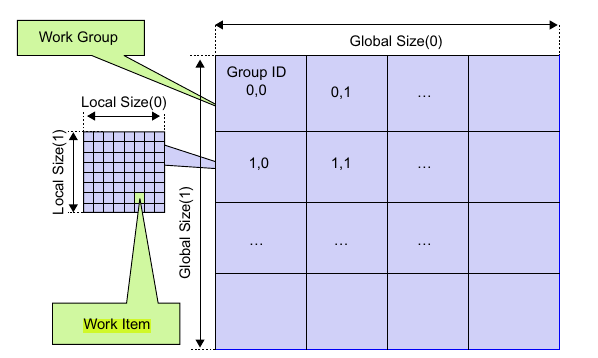 Work Group
Global Size(0)
Group ID
0,0
0,1
...
Local Size(0)
Local Size(1)
1,0
1,1
...
Global Size(1)
...
...
...
Work Item